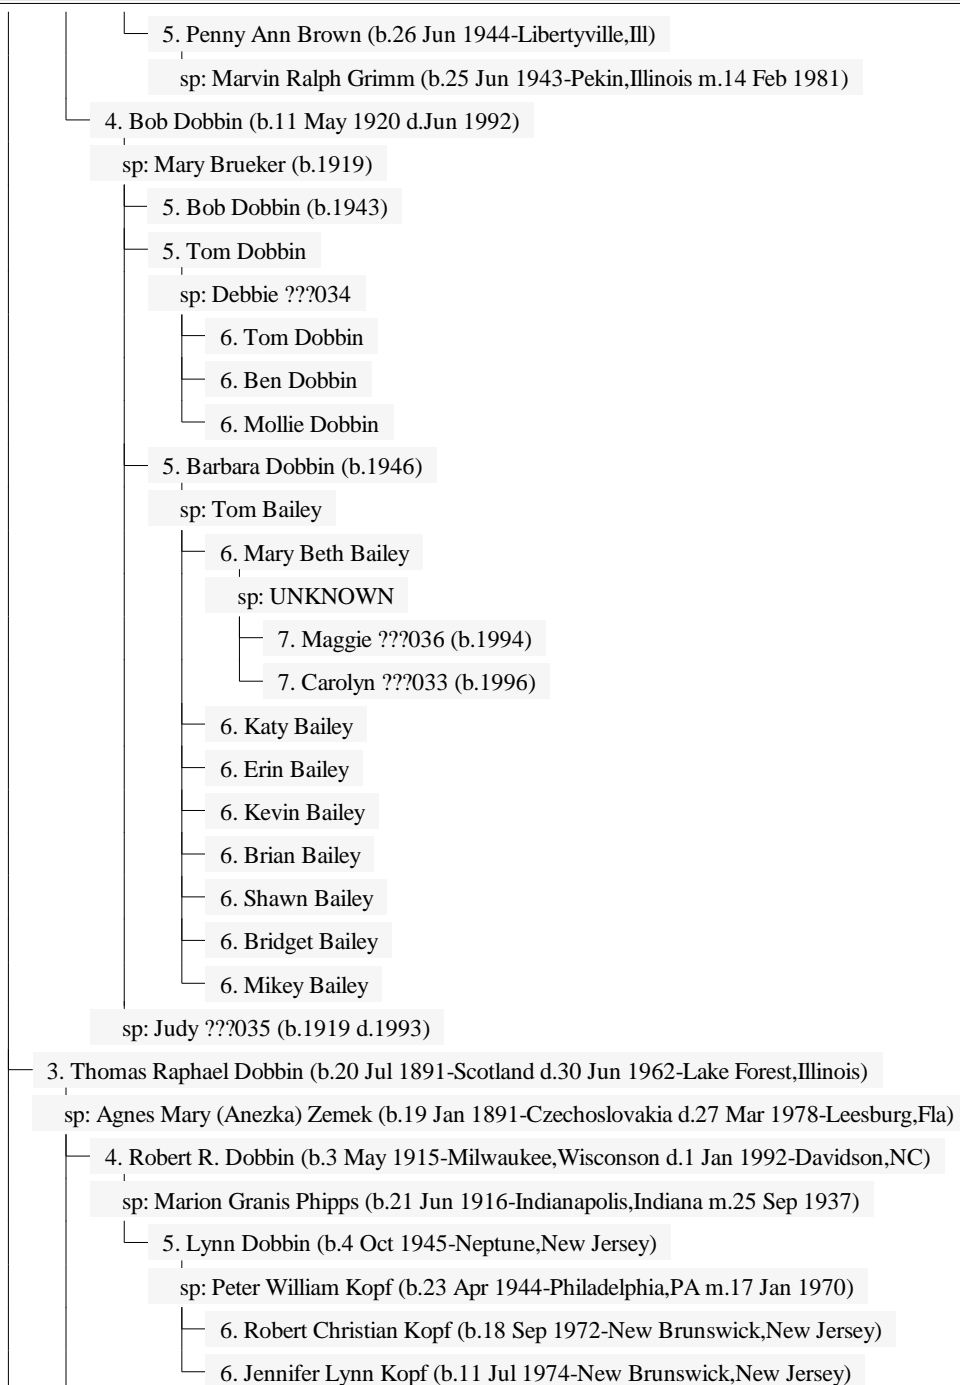 5. Penny Ann Brown (b.26 Jun 1944-Libertyville,Ill)
sp: Marvin Ralph Grimm (b.25 Jun 1943-Pekin,Illinois m.14 Feb 1981)
4. Bob Dobbin (b.11 May 1920 d.Jun 1992)
sp: Mary Brueker (b.1919)
5. Bob Dobbin (b.1943)
5. Tom Dobbin
sp: Debbie ???034
6. Tom Dobbin
6. Ben Dobbin
6. Mollie Dobbin
5. Barbara Dobbin (b.1946)
sp: Tom Bailey
6. Mary Beth Bailey
sp: UNKNOWN
7. Maggie ???036 (b.1994)
7. Carolyn ???033 (b.1996)
6. Katy Bailey
6. Erin Bailey
6. Kevin Bailey
6. Brian Bailey
6. Shawn Bailey
6. Bridget Bailey
6. Mikey Bailey
sp: Judy ???035 (b.1919 d.1993)
3. Thomas Raphael Dobbin (b.20 Jul 1891-Scotland d.30 Jun 1962-Lake Forest,Illinois)
sp: Agnes Mary (Anezka) Zemek (b.19 Jan 1891-Czechoslovakia d.27 Mar 1978-Leesburg,Fla)
4. Robert R. Dobbin (b.3 May 1915-Milwaukee,Wisconson d.1 Jan 1992-Davidson,NC)
sp: Marion Granis Phipps (b.21 Jun 1916-Indianapolis,Indiana m.25 Sep 1937)
5. Lynn Dobbin (b.4 Oct 1945-Neptune,New Jersey)
sp: Peter William Kopf (b.23 Apr 1944-Philadelphia,PA m.17 Jan 1970)
6. Robert Christian Kopf (b.18 Sep 1972-New Brunswick,New Jersey)
6. Jennifer Lynn Kopf (b.11 Jul 1974-New Brunswick,New Jersey)